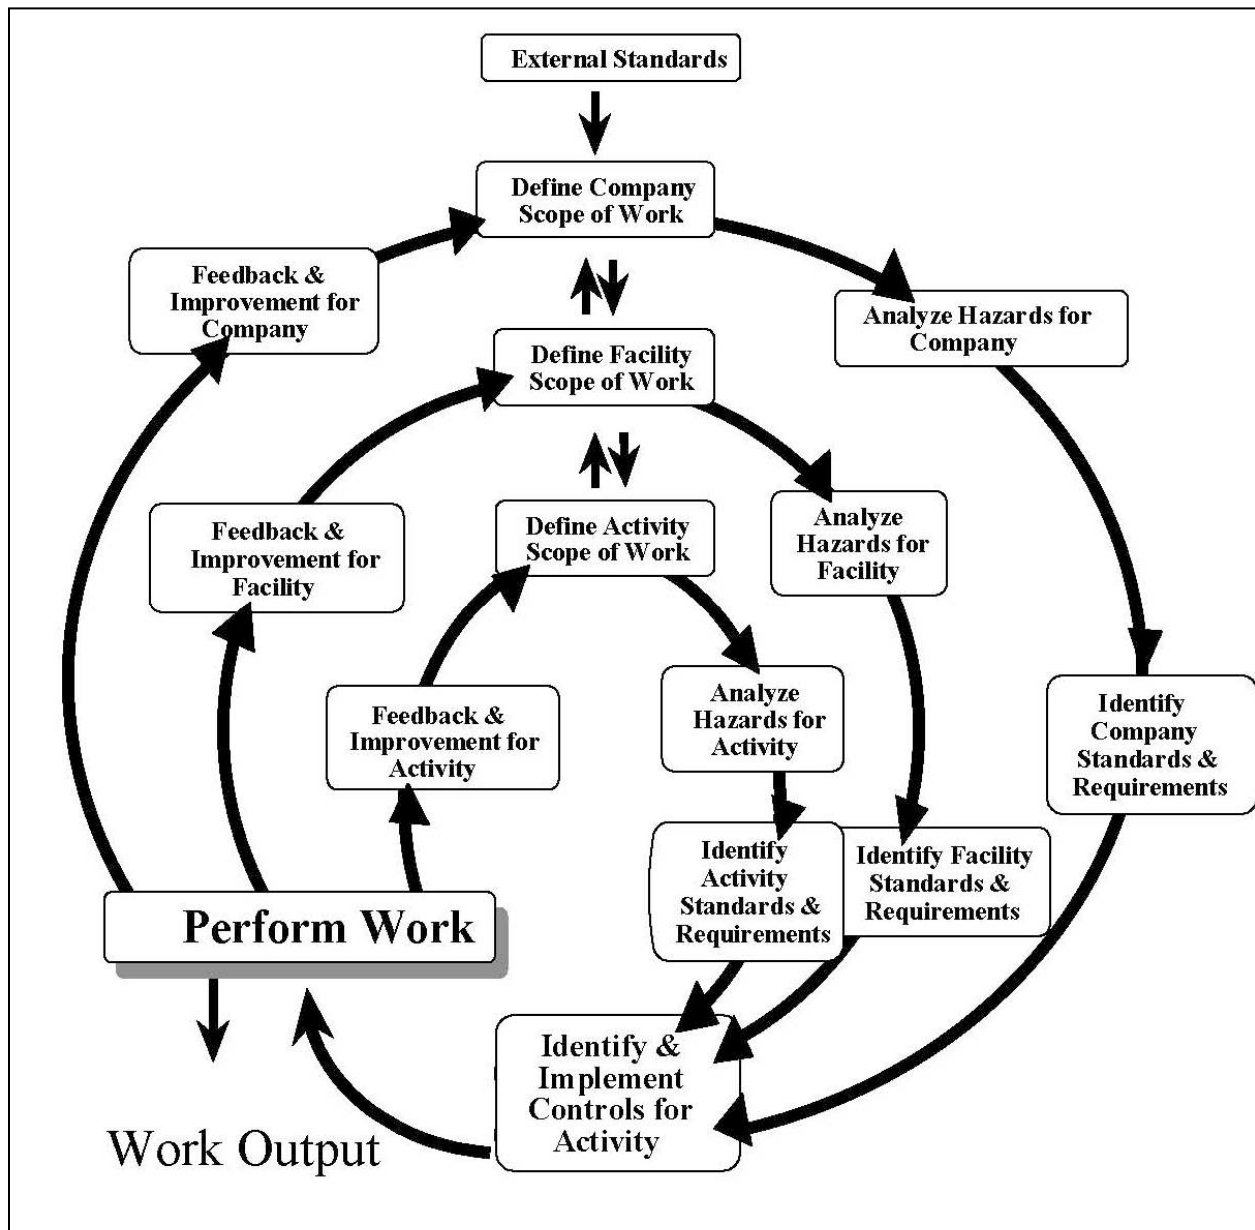 External Standards
Define Company
Scope of Work
Feedback &
Improvement for
Company
Analyze Hazards for
Company
Define Facility
Scope of Work
Feedback &
Improvement for
Facility
Define Activity
Scope of Work
Analyze
Hazards for
Facility
Feedback &
Improvement for
Activity
Analyze
Hazards for
Activity
Identify
Company
Standards &
Requirements
Identify
Activity
Standards &
Requirements
Identify Facility
Standards &
Requirements
Perform Work
Identify &
Implement
Controls for
Activity
Work Output